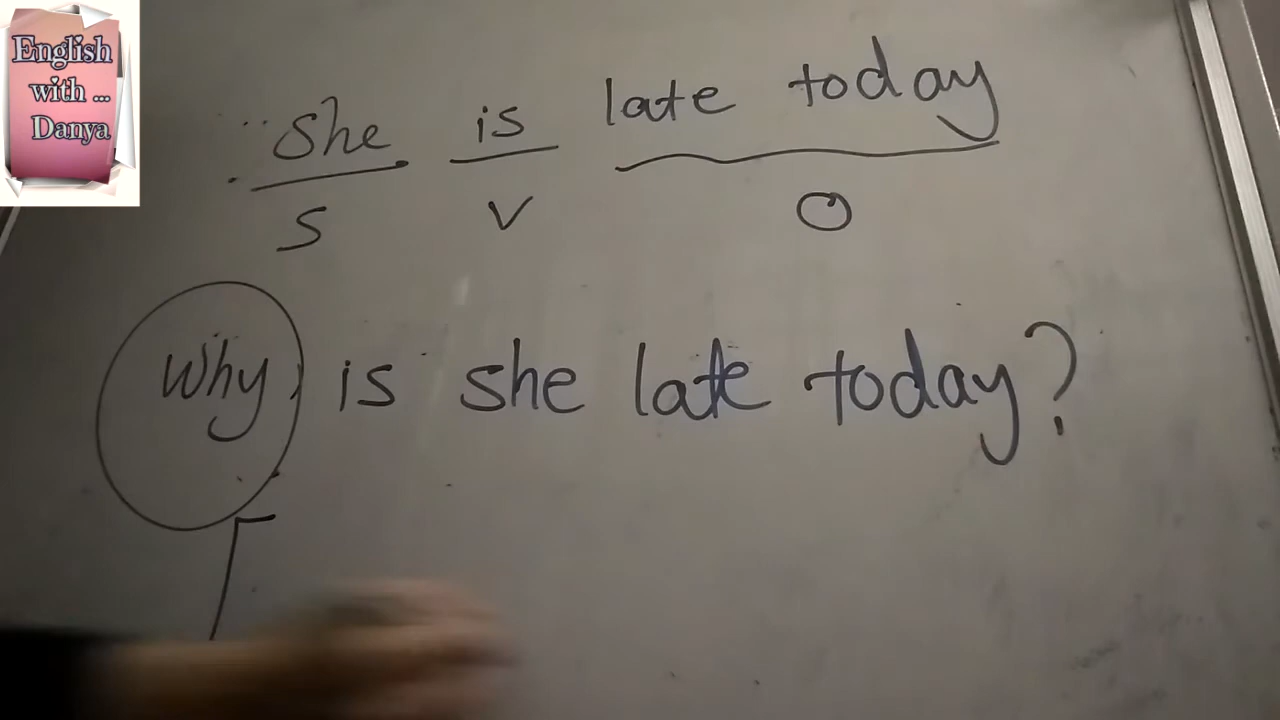 English
with ...
Danya
She is late today
S V O
Why is she late today?